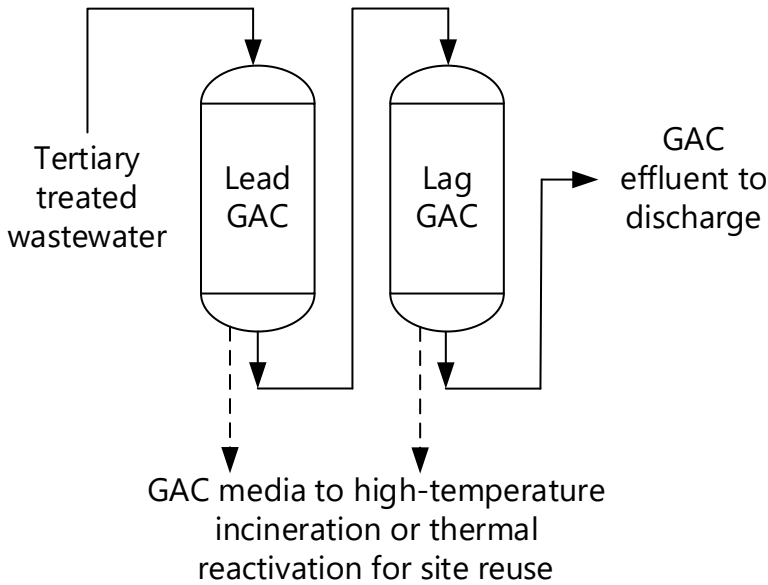 Tertiary
treated
wastewater
Lead
GAC
Lag
GAC
GAC
effluent to
discharge
GAC media to high-temperature
incineration or thermal
reactivation for site reuse